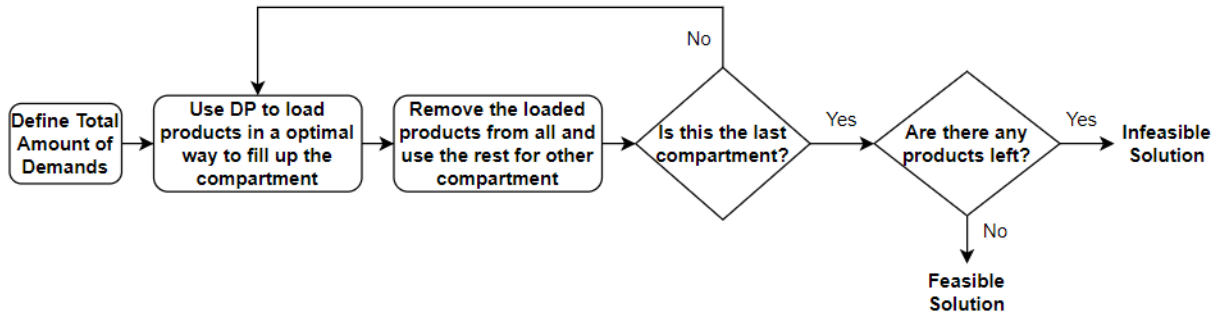 Define Total
Amount of
Demands
Use DP to load
products in a optimal
way to fill up the
compartment
Remove the loaded
products from all and
use the rest for other
compartment
Is this the last
compartment?
No
Yes
Are there any
products left?
Yes
Infeasible
Solution
No
Feasible
Solution